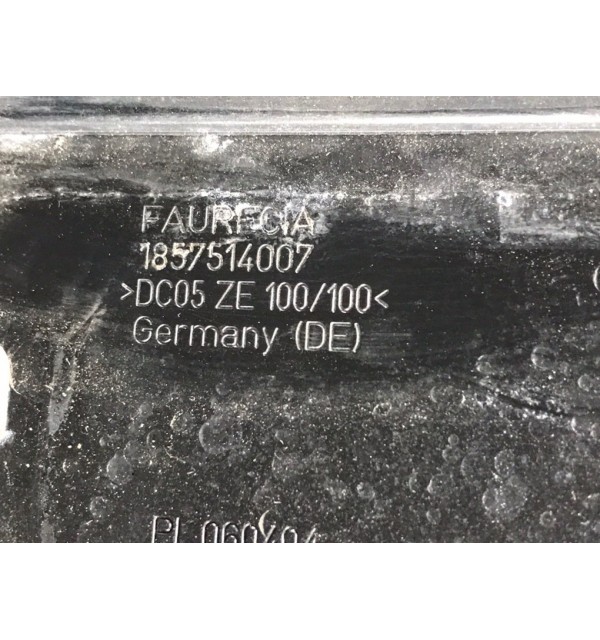 FAURECIA
1857514007
>DC05 ZE 100/100<
Germany (DE)